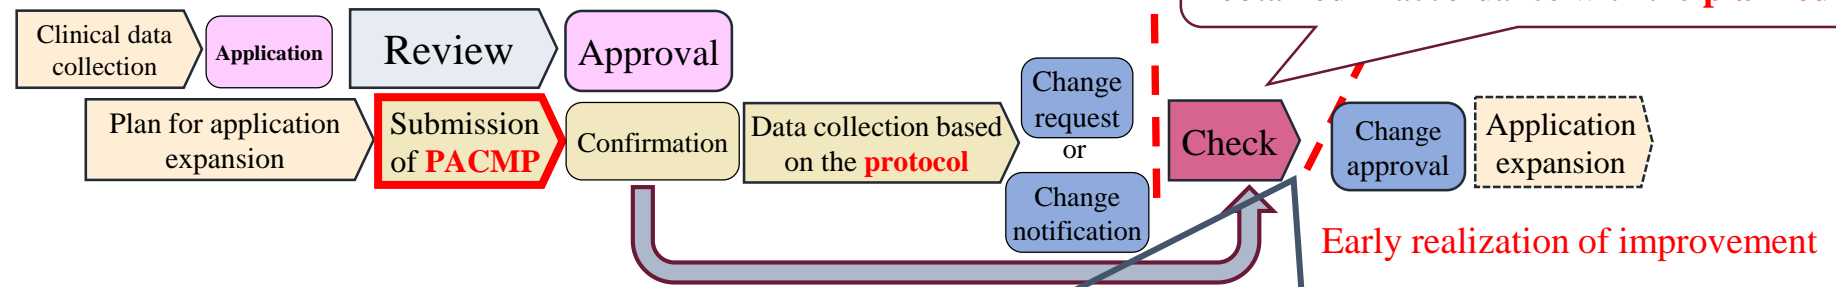 Clinical data
collection
Application
Review
Approval
Plan for application
expansion
Submission
of PACMP
Confirmation
Data collection based
on the protocol
Change
request
or
Change
notification
Check
Change
approval
Application
expansion
Early realization of improvement